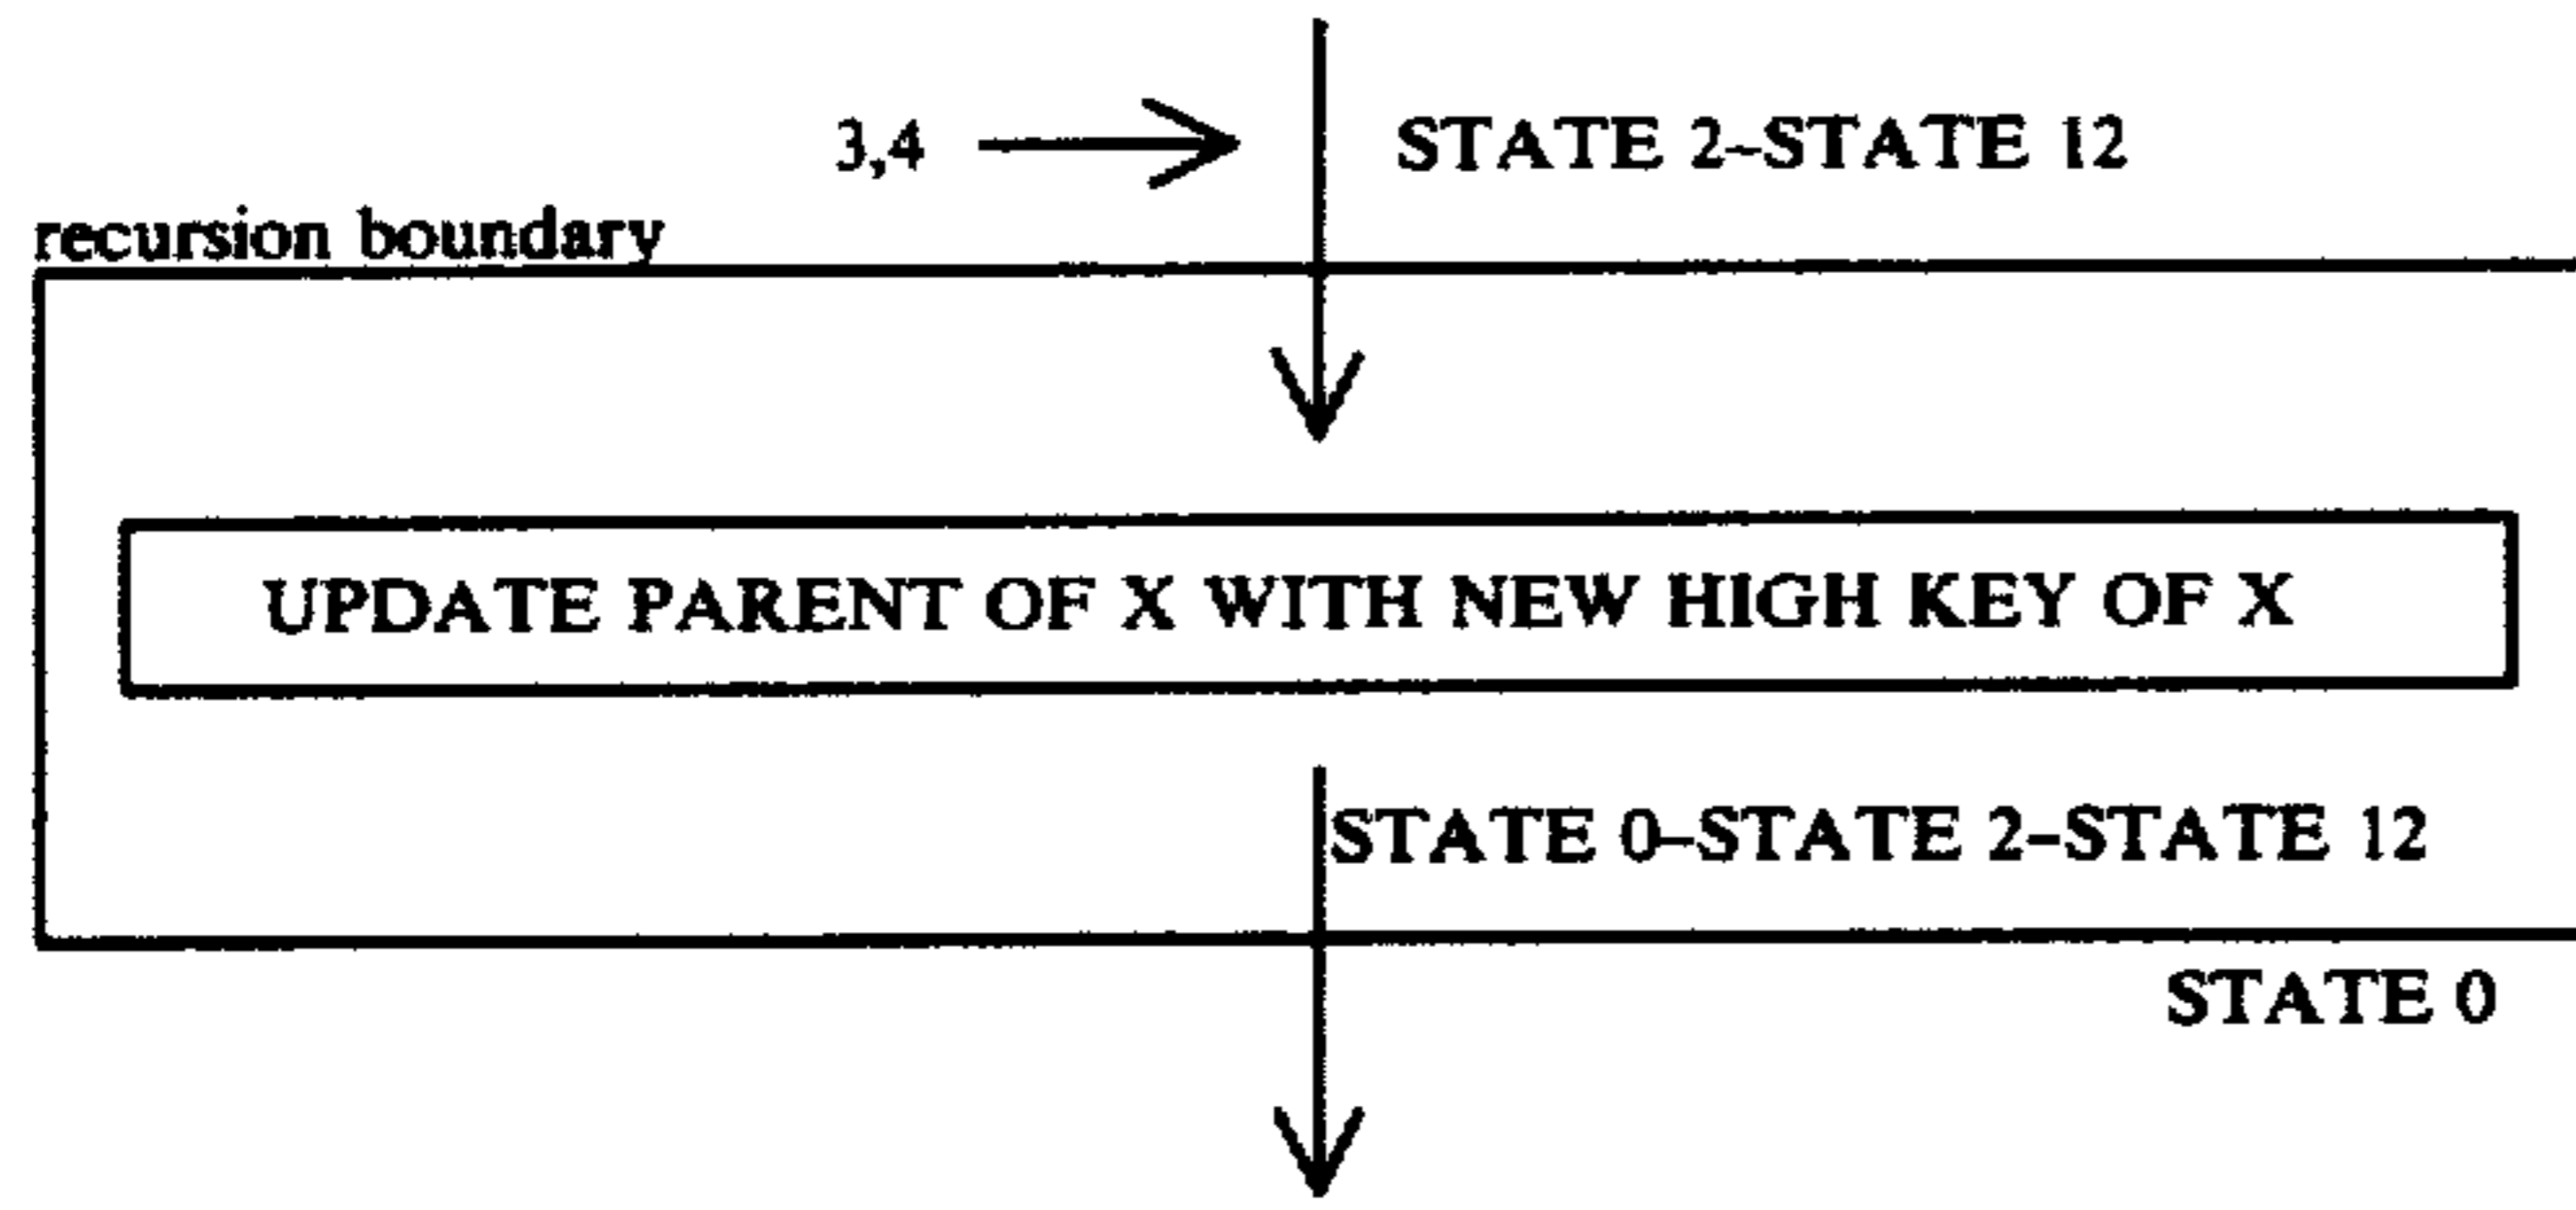 3,4
STATE 2-STATE 12
recursion boundary
UPDATE PARENT OF X WITH NEW HIGH KEY OF X
STATE 0-STATE 2-STATE 12
STATE 0